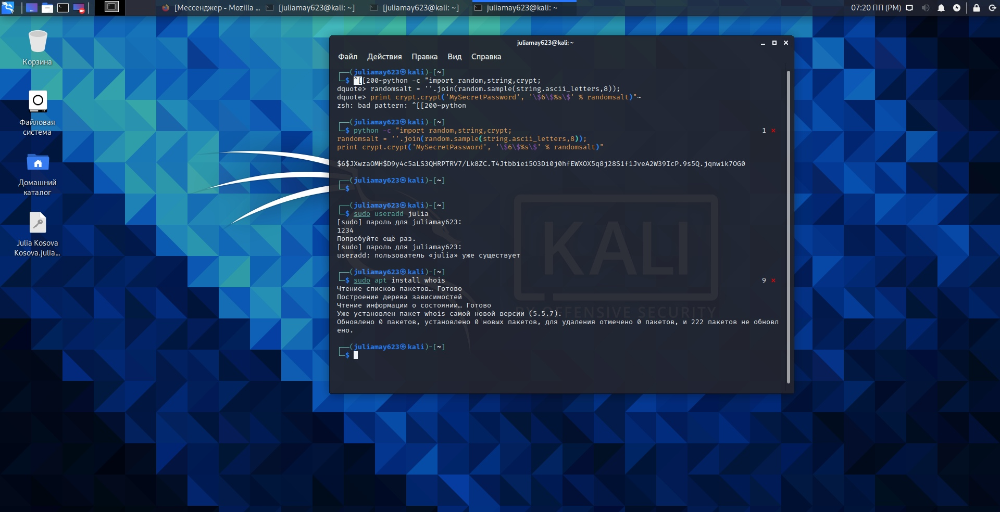 [Мессенджер - Mozilla ...
[juliamay623@kali: ~]
[juliamay623@kali: ~]
juliamay623@kali: ~
07:20 ПП (PM)
Корзина
Файловая
система
Домашний
каталог
Julia Kosova
Kosova.julia...
juliamay623@kali: ~
Файл Действия Правка Вид Справка
┌──(juliamay623㉿kali)-[~]
└─$ ^[[200~python -c "import random,string,crypt;
dquote> randomsalt = ''.join(random.sample(string.ascii_letters,8));
dquote> print crypt.crypt('MySecretPassword', '\$6\$%s\$' % randomsalt)"~
zsh: bad pattern: ^[[200~python
┌──(juliamay623㉿kali)-[~]
└─$ python -c "import random,string,crypt; 1 ⨯
randomsalt = ''.join(random.sample(string.ascii_letters,8));
print crypt.crypt('MySecretPassword', '\$6\$%s\$' % randomsalt)"
$6$JXwzaOMH$D9y4c5aLS3QHRPTRV7/Lk8ZC.T4Jtbbiei5O3Di0j0hfEWXOX5q8j28S1f1JveA2W39IcP.9s5Q.jqnwik7OG0
┌──(juliamay623㉿kali)-[~]
└─$
┌──(juliamay623㉿kali)-[~]
└─$ sudo useradd julia
[sudo] пароль для juliamay623:
1234
Попробуйте ещё раз.
[sudo] пароль для juliamay623:
useradd: пользователь «julia» уже существует
┌──(juliamay623㉿kali)-[~]
└─$ sudo apt install whois 9 ⨯
Чтение списков пакетов… Готово
Построение дерева зависимостей
Чтение информации о состоянии… Готово
Уже установлен пакет whois самой новой версии (5.5.7).
Обновлено 0 пакетов, установлено 0 новых пакетов, для удаления отмечено 0 пакетов, и 222 пакетов не обновл
ено.
┌──(juliamay623㉿kali)-[~]
└─$
KALI
BY OFFENSIVE SECURITY